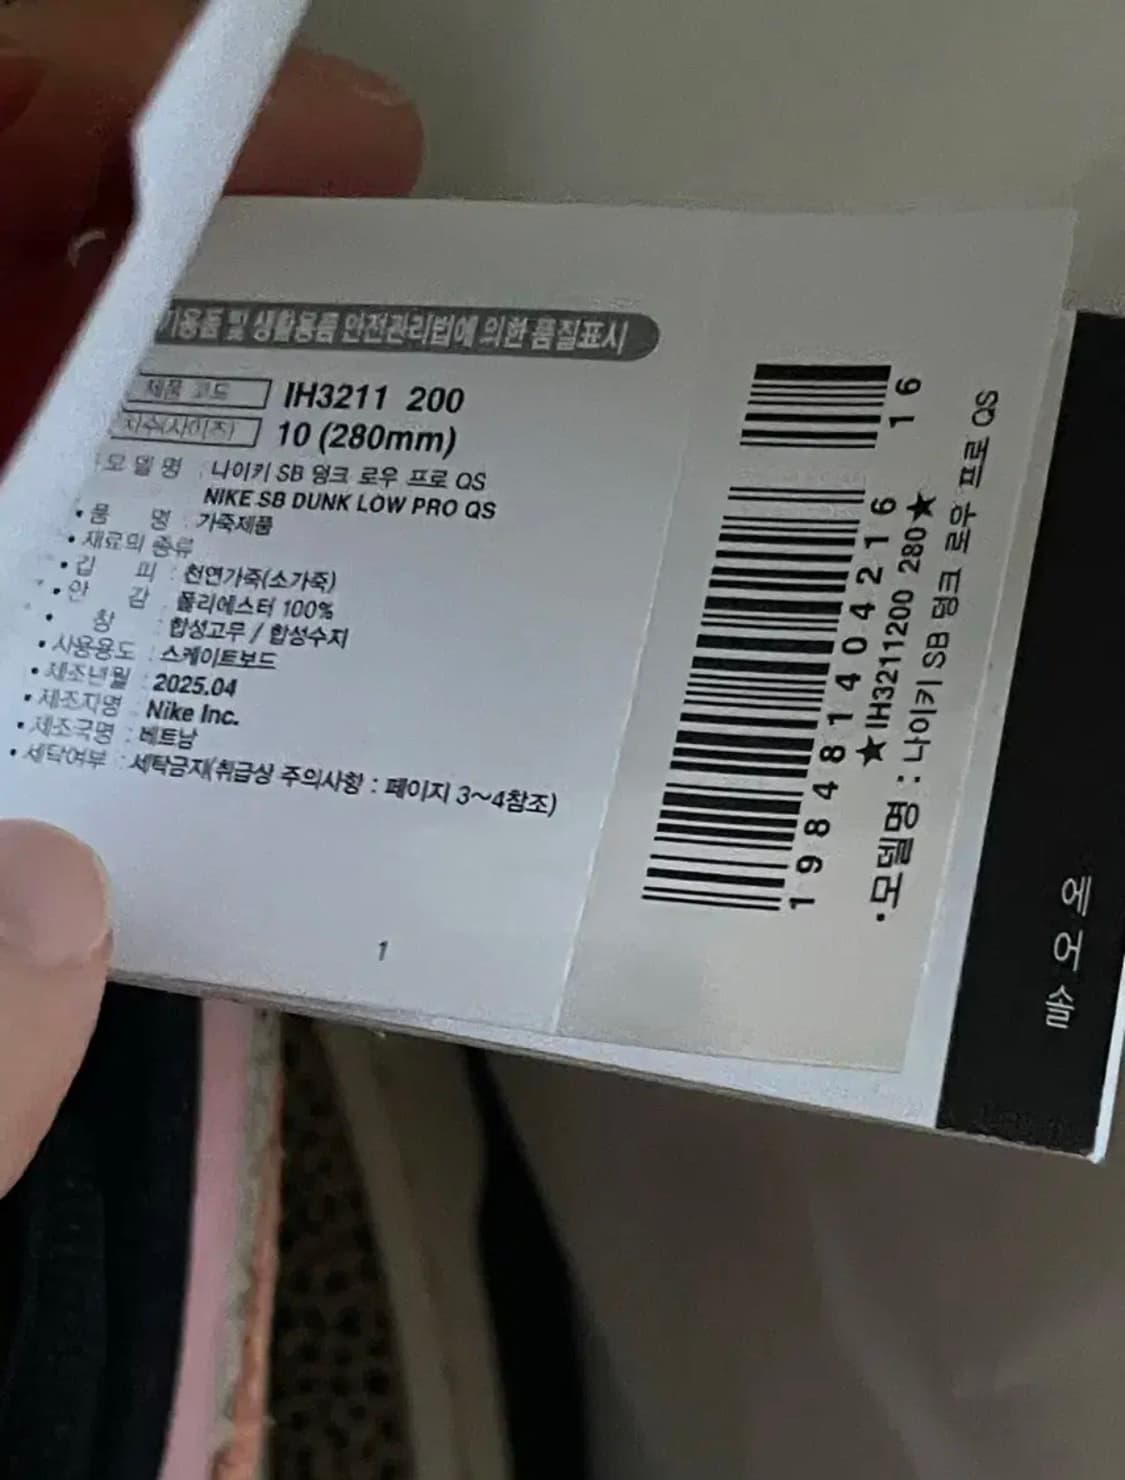 기용품 및 생활용품 안전관리법에 의한 품질표시
제품 코드 IH3211 200
치수(사이즈) 10 (280mm)
모델명 : 나이키 SB 덩크 로우 프로 QS
NIKE SB DUNK LOW PRO QS
• 품 명 : 가죽제품
• 재료의 종류
• 겉 피 : 천연가죽(소가죽)
• 안 감 : 폴리에스터 100%
• 창 : 합성고무 / 합성수지
• 사용용도 : 스케이트보드
• 제조년월 : 2025.04
• 제조자명 : Nike Inc.
• 제조국명 : 베트남
• 세탁여부 : 세탁금지(취급상 주의사항 : 페이지 3~4참조)
1
16
198481404216
★IH3211200 280★
·모델명 : 나이키 SB 덩크 로우 프로 QS
에어솔